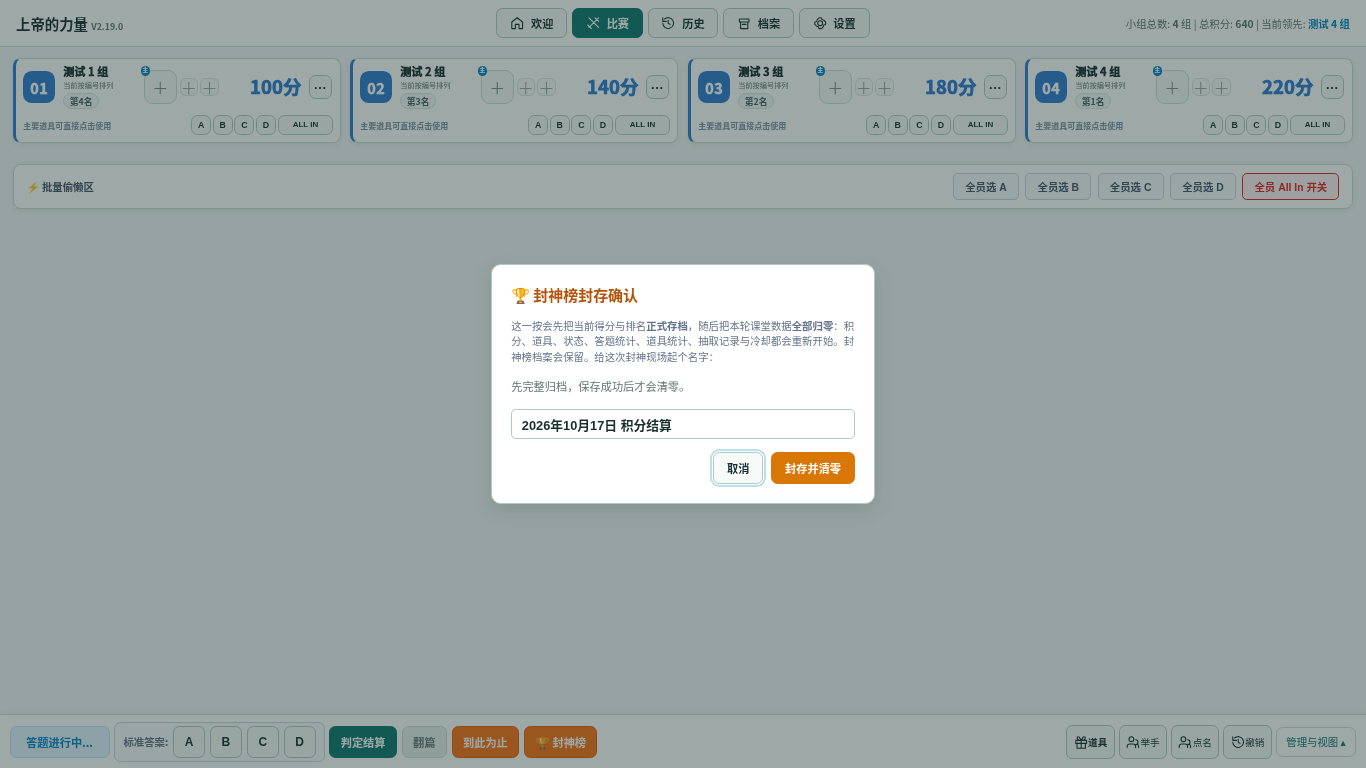 上帝的力量 V2.19.0
欢迎
比赛
历史
档案
设置
小组总数: 4 组 | 总积分: 640 | 当前领先: 测试 4 组
01
测试 1 组
当前按编号排列
第4名
主
100分
...
主要道具可直接点击使用
A B C D ALL IN
02
测试 2 组
当前按编号排列
第3名
主
140分
...
主要道具可直接点击使用
A B C D ALL IN
03
测试 3 组
当前按编号排列
第2名
主
180分
...
主要道具可直接点击使用
A B C D ALL IN
04
测试 4 组
当前按编号排列
第1名
主
220分
...
主要道具可直接点击使用
A B C D ALL IN
⚡ 批量偷懒区
全员选 A
全员选 B
全员选 C
全员选 D
全员 All In 开关
🏆 封神榜封存确认
这一按会先把当前得分与排名正式存档，随后把本轮课堂数据全部归零：积
分、道具、状态、答题统计、道具统计、抽取记录与冷却都会重新开始。封
神榜档案会保留。给这次封神现场起个名字：
先完整归档，保存成功后才会清零。
2026年10月17日 积分结算
取消
封存并清零
答题进行中...
标准答案:
A B C D
判定结算
翻篇
到此为止
🏆 封神榜
道具
举手
点名
撤销
管理与视图 ▴